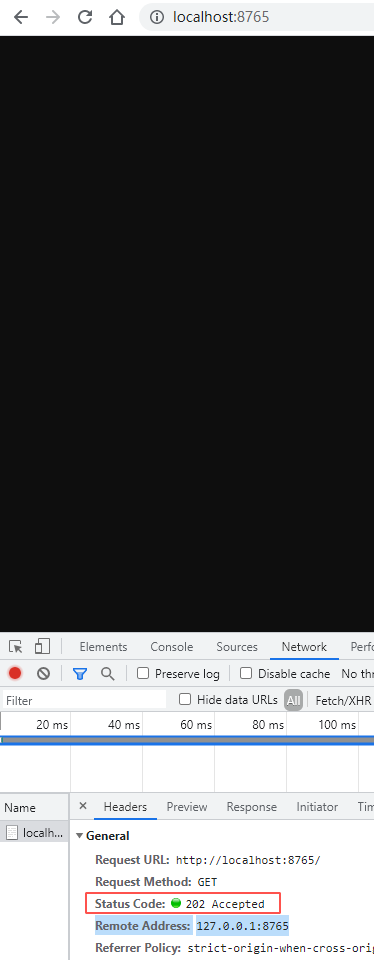 localhost:8765
Elements Console Sources Network Perfo
Preserve log Disable cache No thr
Filter Hide data URLs All Fetch/XHR
20 ms 40 ms 60 ms 80 ms 100 ms
Name × Headers Preview Response Initiator Tim
localh... General
Request URL: http://localhost:8765/
Request Method: GET
Status Code: 202 Accepted
Remote Address: 127.0.0.1:8765
Referrer Policy: strict-origin-when-cross-orig